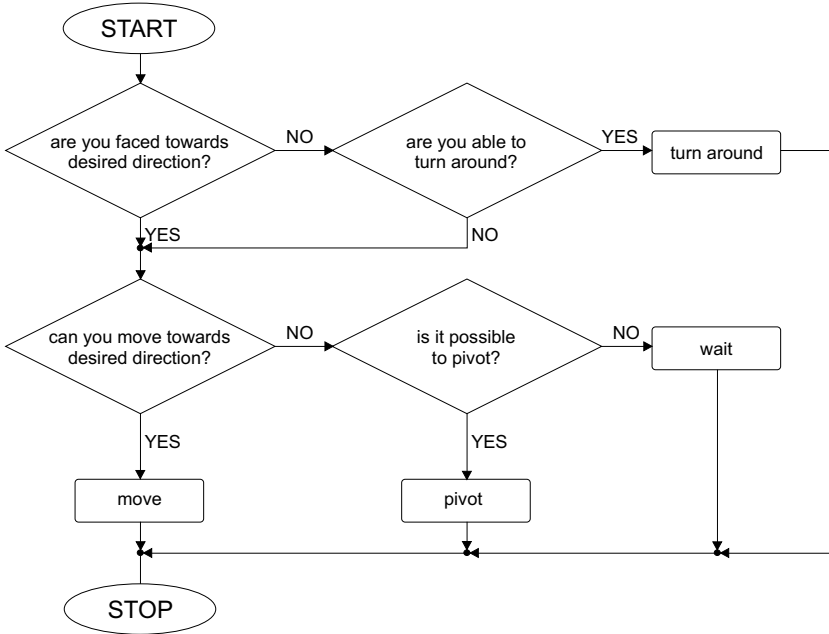 START
are you faced towards
desired direction?
NO
are you able to
turn around?
YES
turn around
YES
NO
can you move towards
desired direction?
NO
is it possible
to pivot?
NO
wait
YES
YES
move
pivot
STOP